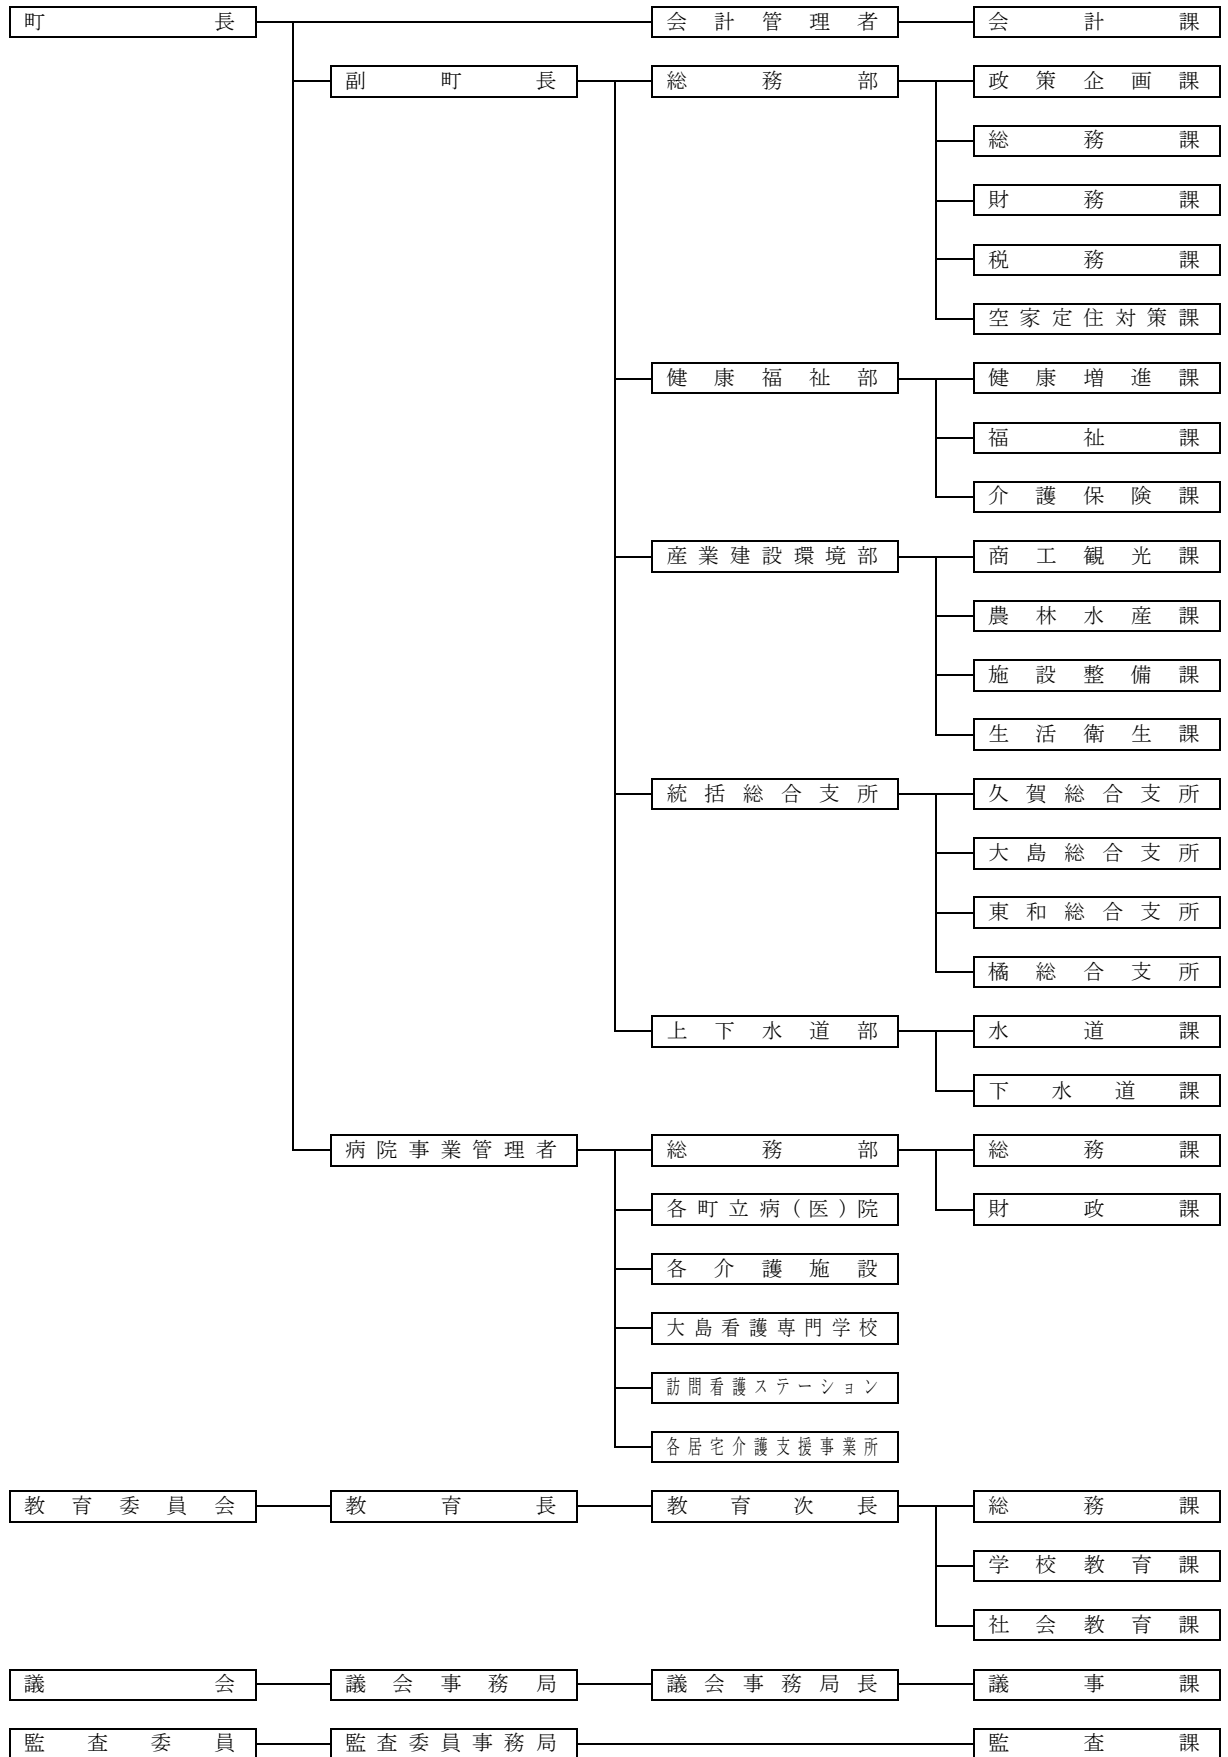 町長 会計管理者 会計課
副町長 総務部 政策企画課
総務課
財務課
税務課
空家定住対策課
健康福祉部 健康増進課
福祉課
介護保険課
産業建設環境部 商工観光課
農林水産課
施設整備課
生活衛生課
統括総合支所 久賀総合支所
大島総合支所
東和総合支所
橘総合支所
上下水道部 水道課
下水道課
病院事業管理者 総務部 総務課
各町立病(医)院 財政課
各介護施設
大島看護専門学校
訪問看護ステーション
各居宅介護支援事業所
教育委員会 教育長 教育次長 総務課
学校教育課
社会教育課
議会 議会事務局 議会事務局長 議事課
監査委員 監査委員事務局 監査課